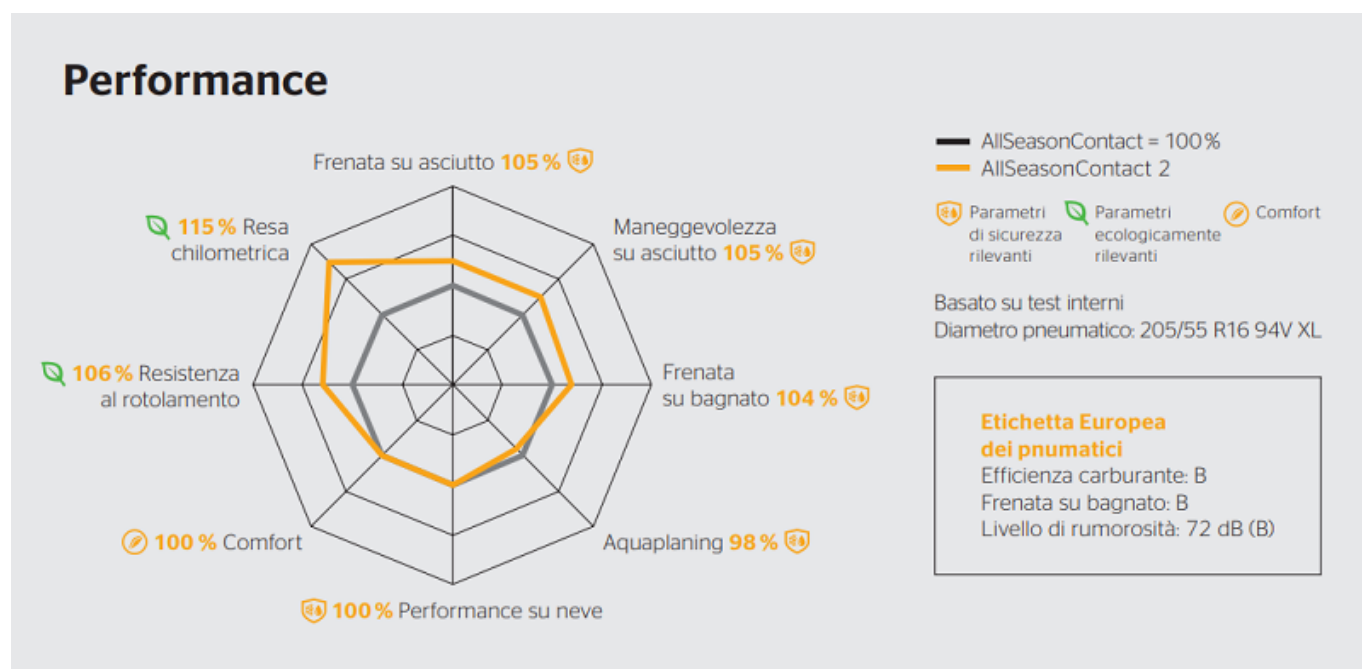 Performance
Frenata su asciutto 105 %
Maneggevolezza
su asciutto 105 %
Frenata
su bagnato 104 %
Aquaplaning 98 %
100 % Performance su neve
100 % Comfort
106 % Resistenza
al rotolamento
115 % Resa
chilometrica
AllSeasonContact = 100 %
AllSeasonContact 2
Parametri
di sicurezza
rilevanti
Parametri
ecologicamente
rilevanti
Comfort
Basato su test interni
Diametro pneumatico: 205/55 R16 94V XL
Etichetta Europea
dei pnumatici
Efficienza carburante: B
Frenata su bagnato: B
Livello di rumorosità: 72 dB (B)